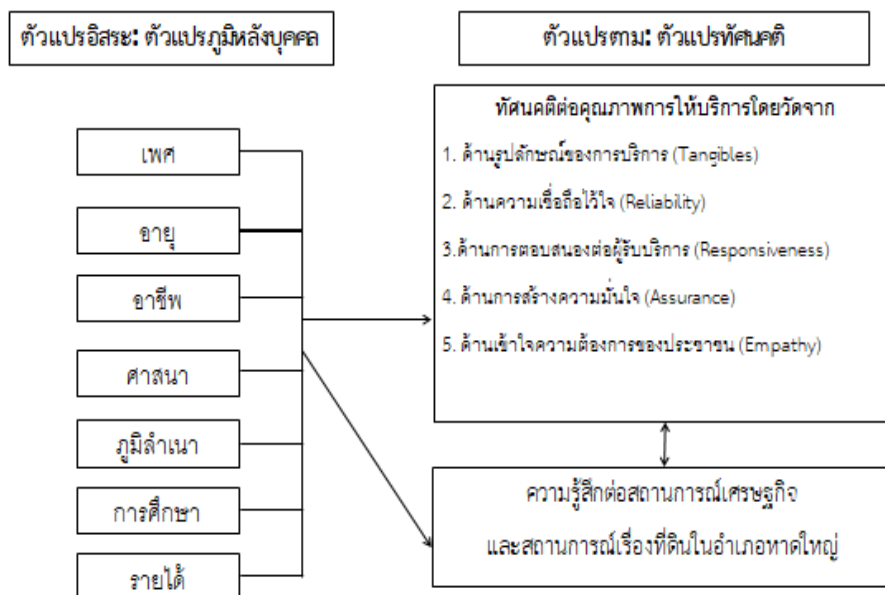 ตัวแปรอิสระ: ตัวแปรภูมิหลังบุคคล
ตัวแปรตาม: ตัวแปรทัศนคติ
เพศ
อายุ
อาชีพ
ศาสนา
ภูมิลำเนา
การศึกษา
รายได้
ทัศนคติต่อคุณภาพการให้บริการโดยวัดจาก
1. ด้านรูปลักษณ์ของการบริการ (Tangibles)
2. ด้านความเชื่อถือไว้ใจ (Reliability)
3.ด้านการตอบสนองต่อผู้รับบริการ (Responsiveness)
4. ด้านการสร้างความมั่นใจ (Assurance)
5. ด้านเข้าใจความต้องการของประชาชน (Empathy)
ความรู้สึกต่อสถานการณ์เศรษฐกิจ
และสถานการณ์เรื่องที่ดินในอำเภอหาดใหญ่